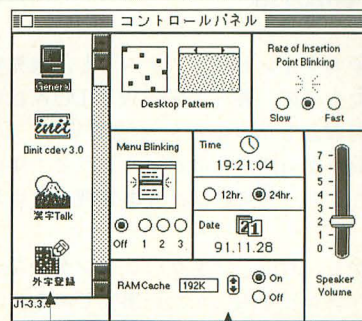 コントロールパネル
General
init
Dinit cdev 3.0
漢字Talk
外字登録
J1-3.3.
Desktop Pattern
Rate of Insertion
Point Blinking
Slow Fast
Menu Blinking
Off 1 2 3
Time
19:21:04
12hr. 24hr.
Date
21
91.11.28
RAM Cache 192K On
Off
7
6
5
4
3
2
1
0
Speaker
Volume